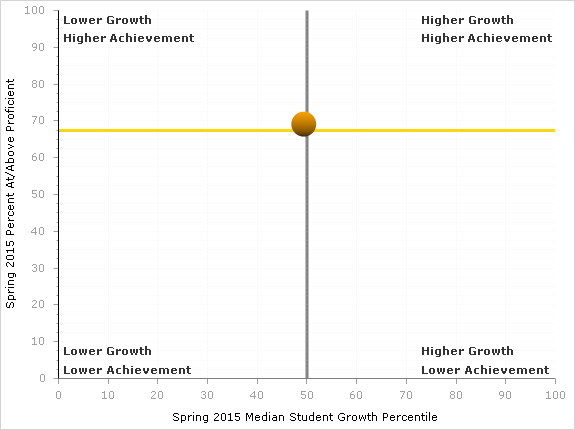 Lower Growth
Higher Achievement
Higher Growth
Higher Achievement
100
90
80
70
60
50
40
30
20
10
0
Spring 2015 Percent At/Above Proficient
Lower Growth
Lower Achievement
Higher Growth
Lower Achievement
0 10 20 30 40 50 60 70 80 90 100
Spring 2015 Median Student Growth Percentile